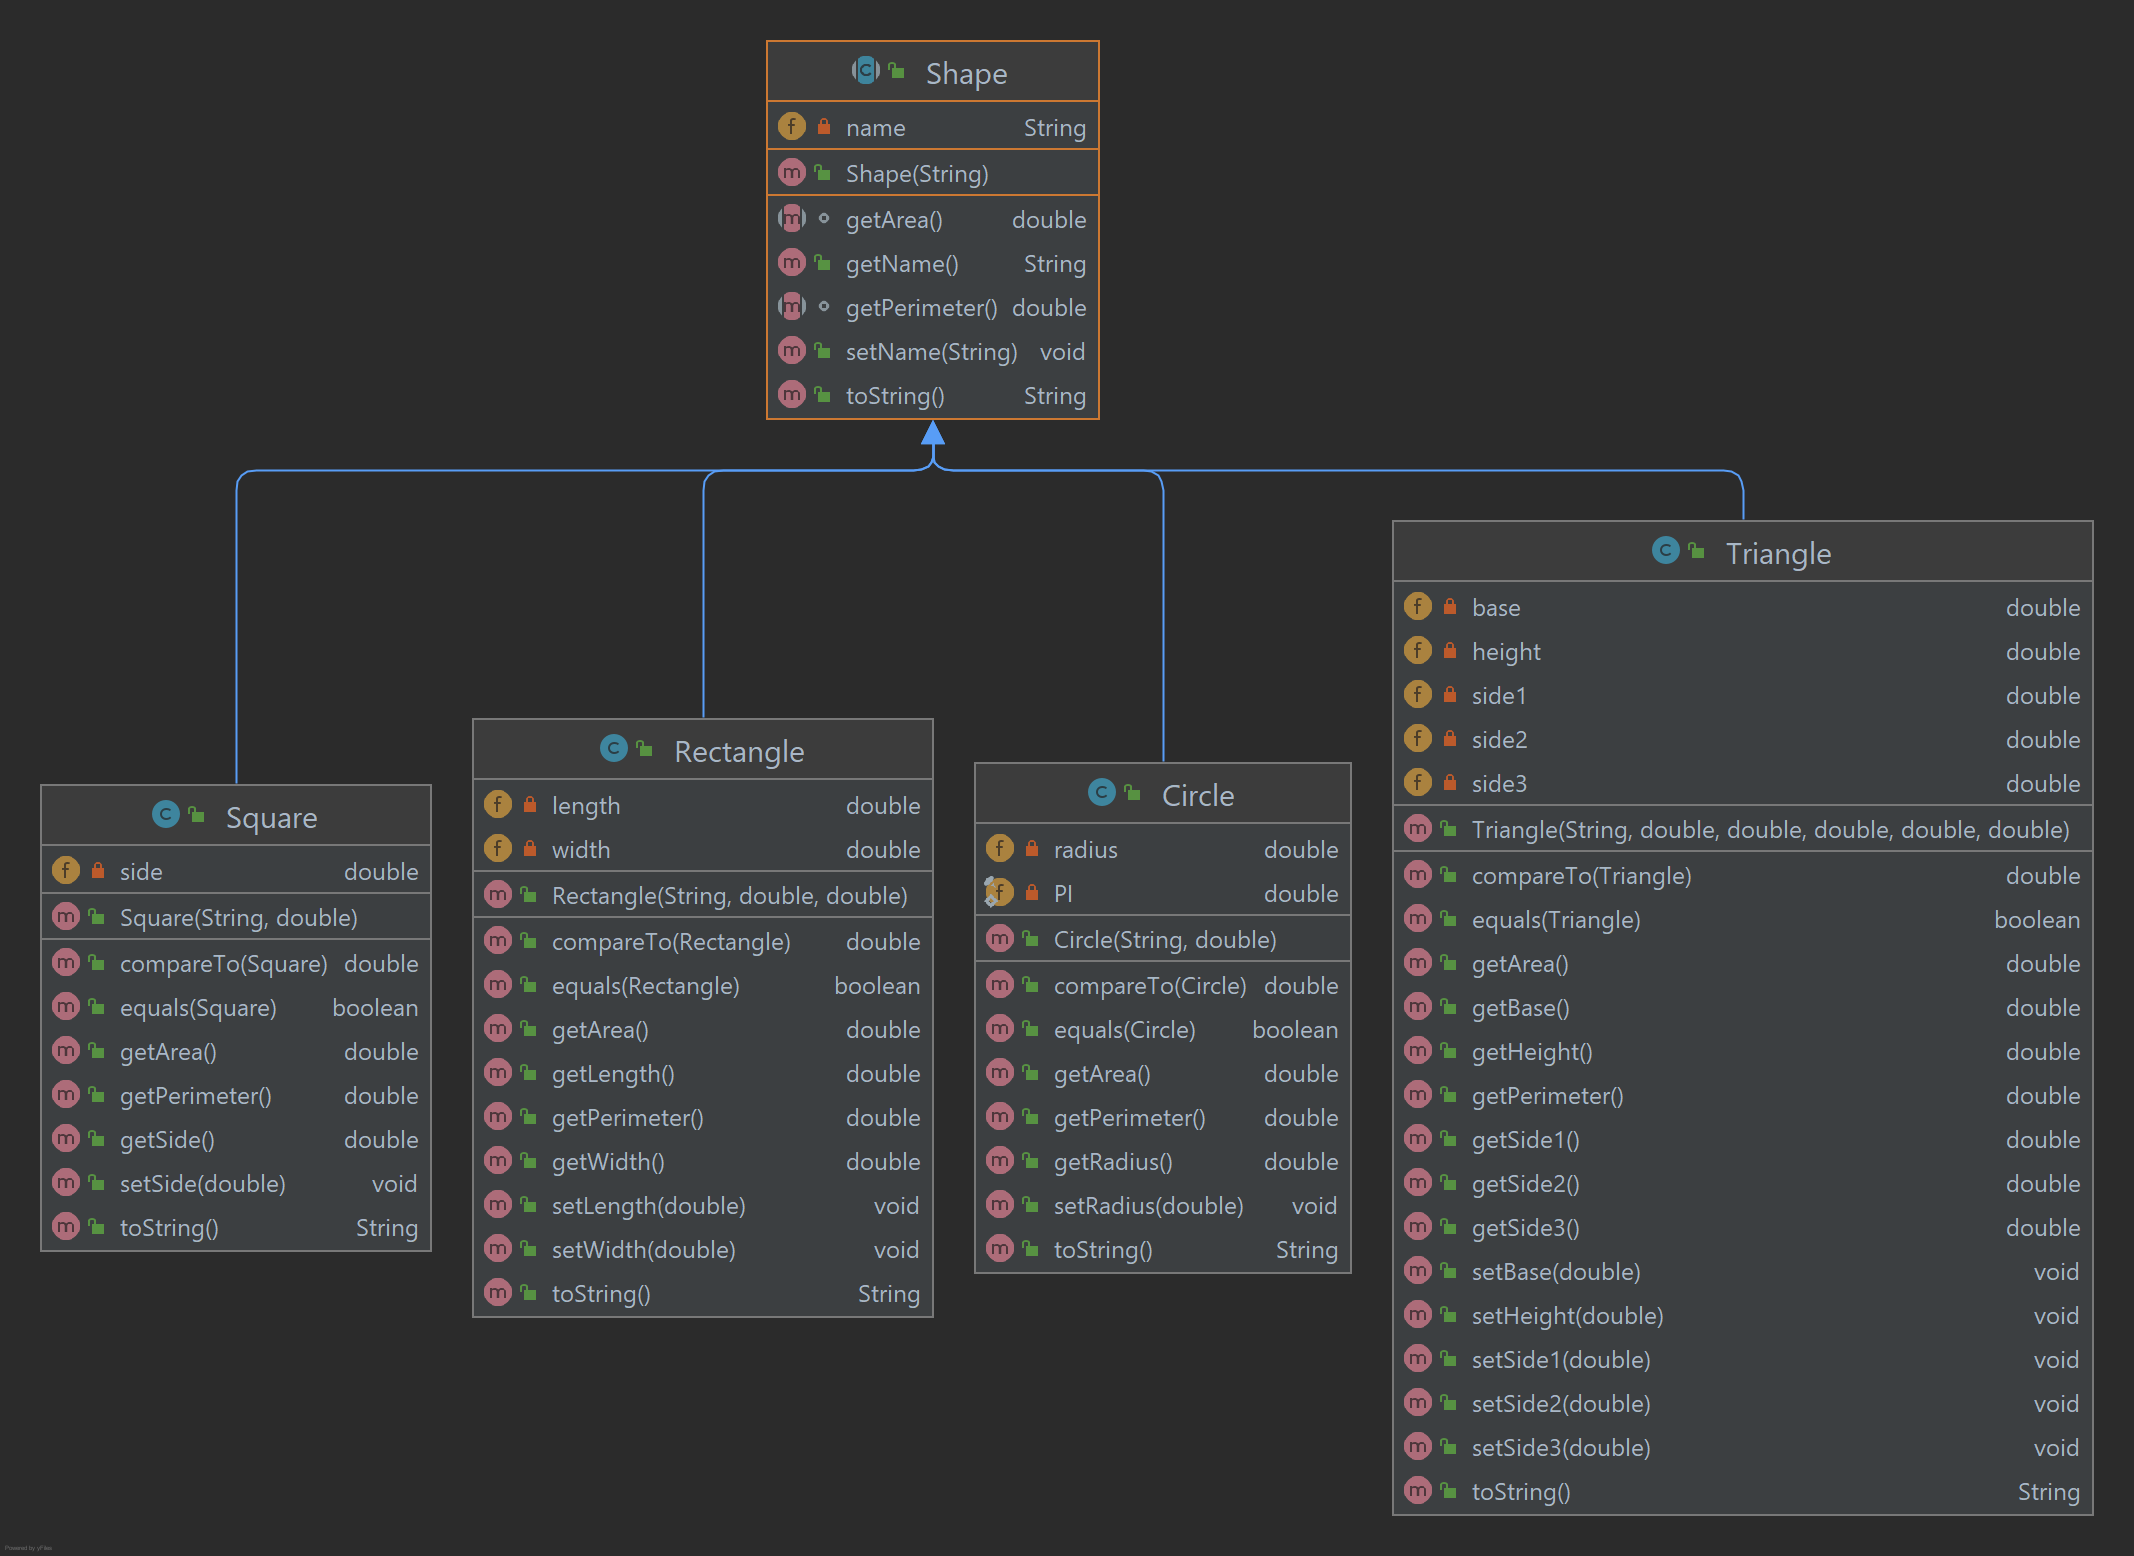 Shape
name String
Shape(String)
getArea() double
getName() String
getPerimeter() double
setName(String) void
toString() String
Square
side double
Square(String, double)
compareTo(Square) double
equals(Square) boolean
getArea() double
getPerimeter() double
getSide() double
setSide(double) void
toString() String
Rectangle
length double
width double
Rectangle(String, double, double)
compareTo(Rectangle) double
equals(Rectangle) boolean
getArea() double
getLength() double
getPerimeter() double
getWidth() double
setLength(double) void
setWidth(double) void
toString() String
Circle
radius double
PI double
Circle(String, double)
compareTo(Circle) double
equals(Circle) boolean
getArea() double
getPerimeter() double
getRadius() double
setRadius(double) void
toString() String
Triangle
base double
height double
side1 double
side2 double
side3 double
Triangle(String, double, double, double, double, double)
compareTo(Triangle) double
equals(Triangle) boolean
getArea() double
getBase() double
getHeight() double
getPerimeter() double
getSide1() double
getSide2() double
getSide3() double
setBase(double) void
setHeight(double) void
setSide1(double) void
setSide2(double) void
setSide3(double) void
toString() String
Powered by yFiles